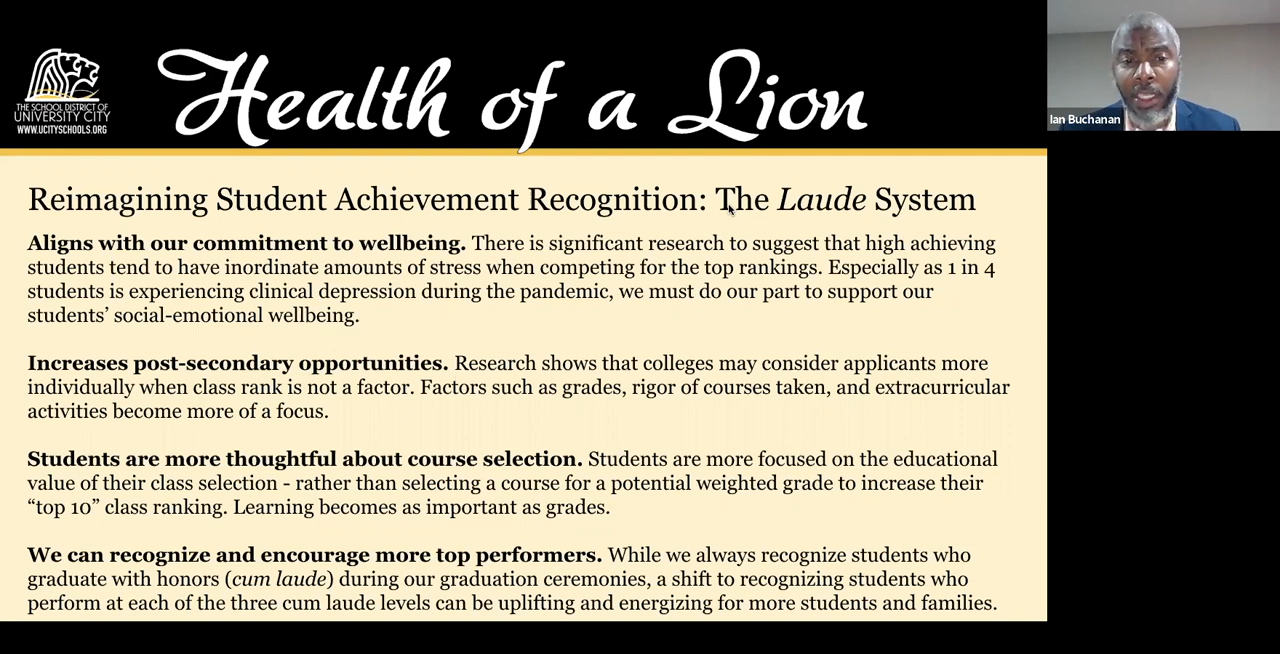 THE SCHOOL DISTRICT OF
UNIVERSITY CITY
WWW.UCITYSCHOOLS.ORG
Health of a Lion
Ian Buchanan
Reimagining Student Achievement Recognition: The Laude System
Aligns with our commitment to wellbeing. There is significant research to suggest that high achieving
students tend to have inordinate amounts of stress when competing for the top rankings. Especially as 1 in 4
students is experiencing clinical depression during the pandemic, we must do our part to support our
students’ social-emotional wellbeing.
Increases post-secondary opportunities. Research shows that colleges may consider applicants more
individually when class rank is not a factor. Factors such as grades, rigor of courses taken, and extracurricular
activities become more of a focus.
Students are more thoughtful about course selection. Students are more focused on the educational
value of their class selection - rather than selecting a course for a potential weighted grade to increase their
“top 10” class ranking. Learning becomes as important as grades.
We can recognize and encourage more top performers. While we always recognize students who
graduate with honors (cum laude) during our graduation ceremonies, a shift to recognizing students who
perform at each of the three cum laude levels can be uplifting and energizing for more students and families.